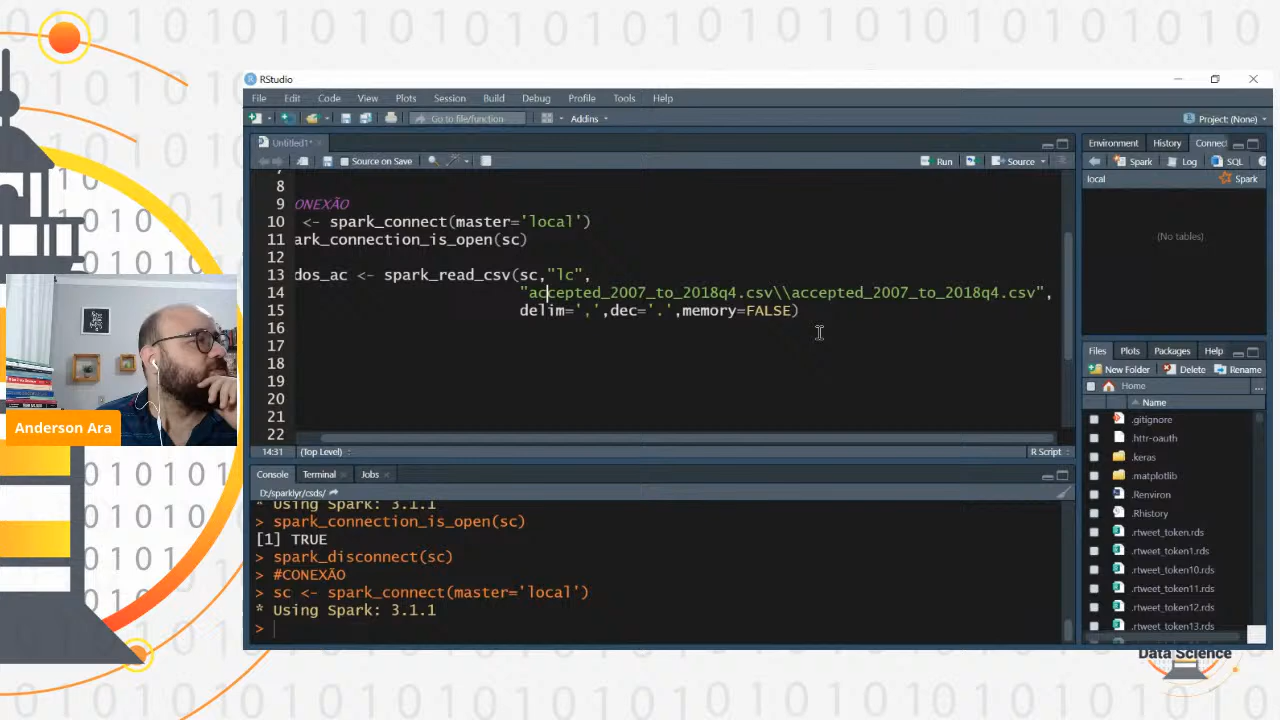 RStudio
File Edit Code View Plots Session Build Debug Profile Tools Help
Go to file/function Addins Project: (None)
Untitled1*
Source on Save Run Source
7
8
9 ONEXÃO
10 <- spark_connect(master='local')
11 ark_connection_is_open(sc)
12
13 dos_ac <- spark_read_csv(sc,"lc",
14 "accepted_2007_to_2018q4.csv\\accepted_2007_to_2018q4.csv",
15 delim=',',dec='.',memory=FALSE)
16
17
18
19
20
21
22
14:31 (Top Level) R Script
Console Terminal Jobs
D:/sparklyr/csds/
* Using Spark: 3.1.1
> spark_connection_is_open(sc)
[1] TRUE
> spark_disconnect(sc)
> #CONEXÃO
> sc <- spark_connect(master='local')
* Using Spark: 3.1.1
>
Environment History Connec
Spark Log SQL
local Spark
(No tables)
Files Plots Packages Help
New Folder Delete Rename
Home ...
Name
.gitignore
.httr-oauth
.keras
.matplotlib
.Renviron
.Rhistory
.rtweet_token.rds
.rtweet_token1.rds
.rtweet_token10.rds
.rtweet_token11.rds
.rtweet_token12.rds
.rtweet_token13.rds
Anderson Ara
Data Science